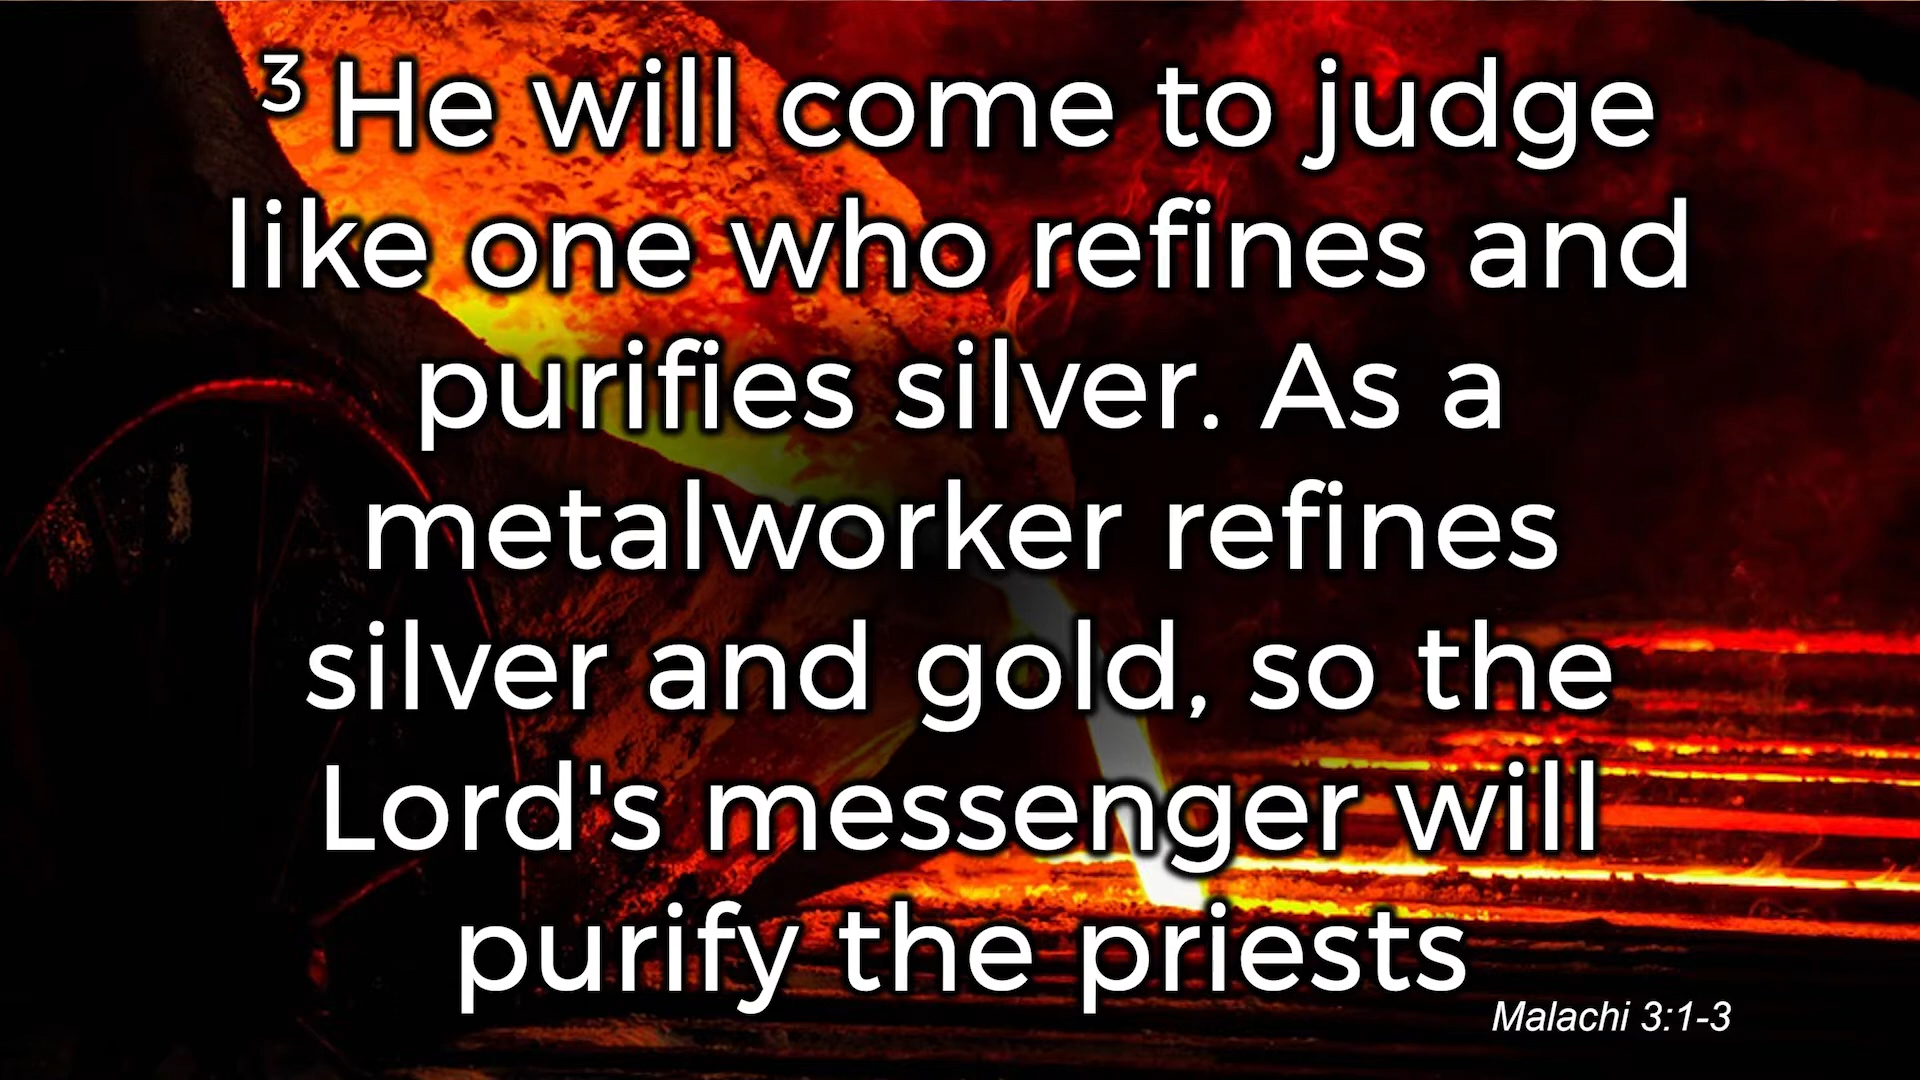 3 He will come to judge
like one who refines and
purifies silver. As a
metalworker refines
silver and gold, so the
Lord's messenger will
purify the priests
Malachi 3:1-3